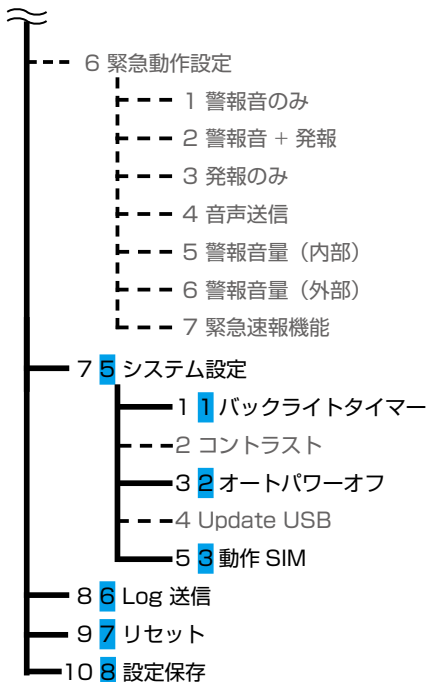 6 緊急動作設定
1 警報音のみ
2 警報音 + 発報
3 発報のみ
4 音声送信
5 警報音量（内部）
6 警報音量（外部）
7 緊急速報機能
7 5 システム設定
1 1 バックライトタイマー
2 コントラスト
3 2 オートパワーオフ
4 Update USB
5 3 動作 SIM
8 6 Log 送信
9 7 リセット
10 8 設定保存